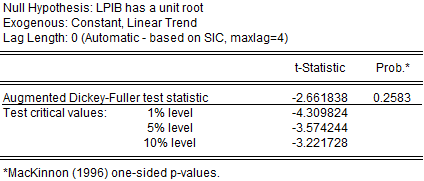 Null Hypothesis: LPIB has a unit root
Exogenous: Constant, Linear Trend
Lag Length: 0 (Automatic - based on SIC, maxlag=4)
t-Statistic Prob.*
Augmented Dickey-Fuller test statistic -2.661838 0.2583
Test critical values: 1% level -4.309824
5% level -3.574244
10% level -3.221728
*MacKinnon (1996) one-sided p-values.